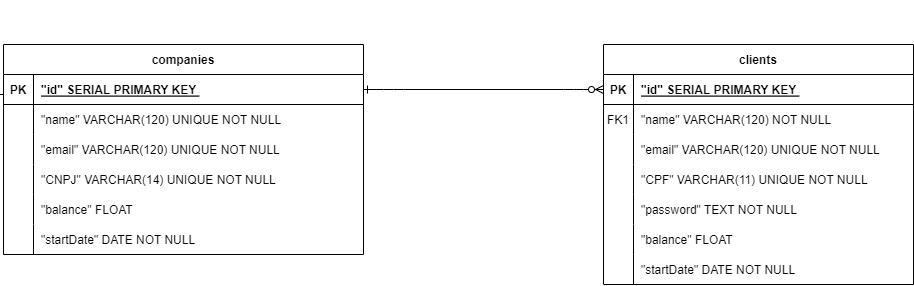 companies
PK "id" SERIAL PRIMARY KEY
"name" VARCHAR(120) UNIQUE NOT NULL
"email" VARCHAR(120) UNIQUE NOT NULL
"CNPJ" VARCHAR(14) UNIQUE NOT NULL
"balance" FLOAT
"startDate" DATE NOT NULL
clients
PK "id" SERIAL PRIMARY KEY
FK1 "name" VARCHAR(120) NOT NULL
"email" VARCHAR(120) UNIQUE NOT NULL
"CPF" VARCHAR(11) UNIQUE NOT NULL
"password" TEXT NOT NULL
"balance" FLOAT
"startDate" DATE NOT NULL